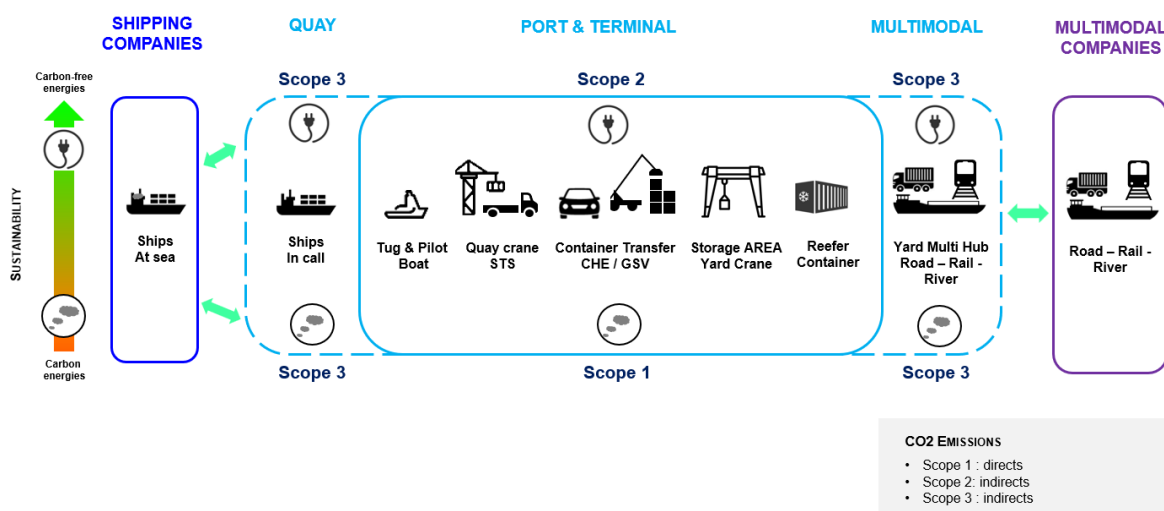 SHIPPING
COMPANIES
QUAY
PORT & TERMINAL
MULTIMODAL
MULTIMODAL
COMPANIES
Carbon-free
energies
Scope 3
Scope 2
Scope 3
SUSTAINABILITY
Ships
At sea
Ships
In call
Tug & Pilot
Boat
Quay crane
STS
Container Transfer
CHE / GSV
Storage AREA
Yard Crane
Reefer
Container
Yard Multi Hub
Road – Rail -
River
Road – Rail -
River
Carbon
energies
Scope 3
Scope 1
Scope 3
CO2 EMISSIONS
• Scope 1 : directs
• Scope 2: indirects
• Scope 3 : indirects